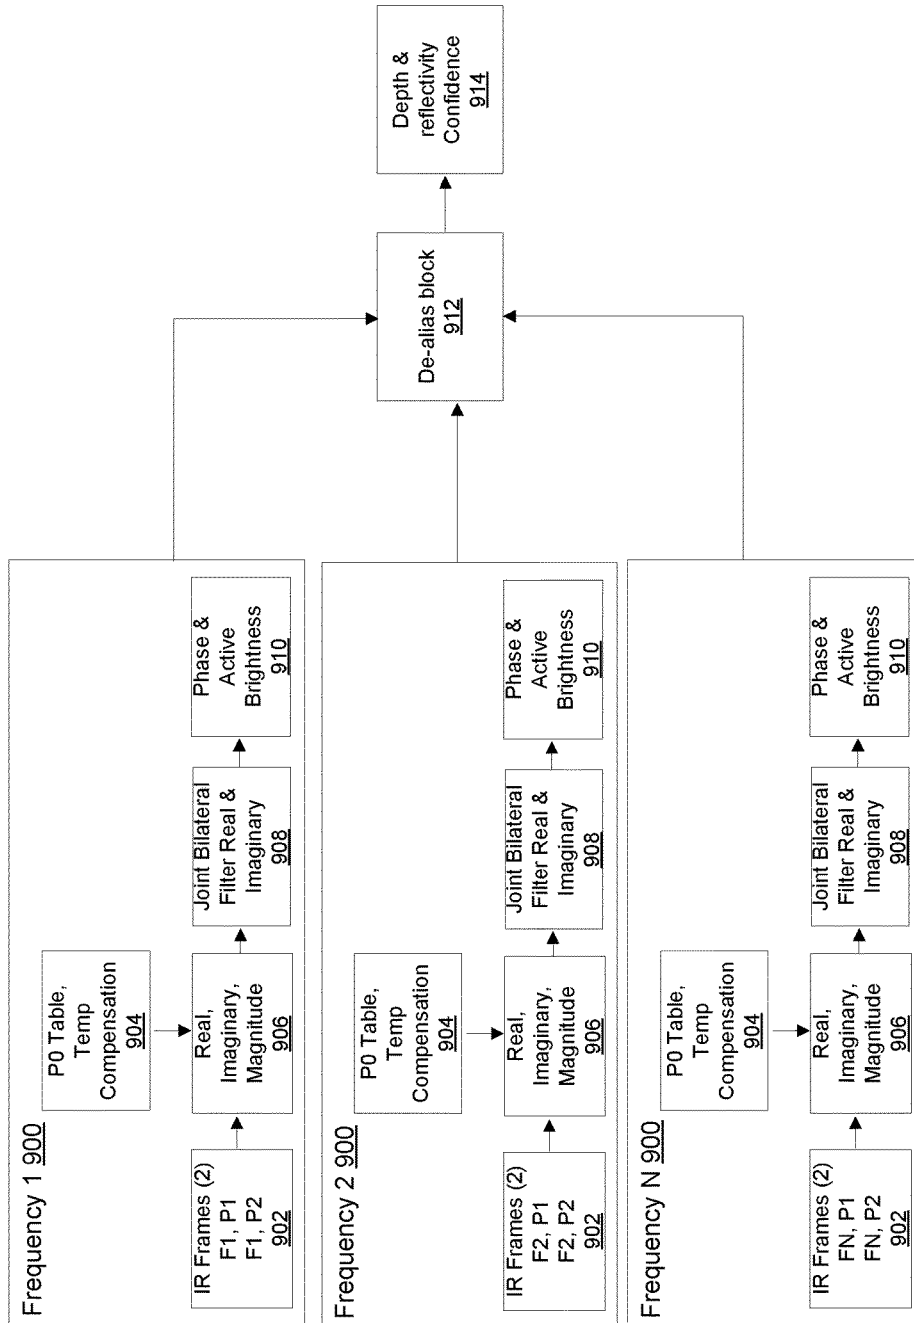 Frequency 1 900
IR Frames (2)
F1, P1
F1, P2
902
P0 Table,
Temp
Compensation
904
Real,
Imaginary,
Magnitude
906
Joint Bilateral
Filter Real &
Imaginary
908
Phase &
Active
Brightness
910
Frequency 2 900
IR Frames (2)
F2, P1
F2, P2
902
P0 Table,
Temp
Compensation
904
Real,
Imaginary,
Magnitude
906
Joint Bilateral
Filter Real &
Imaginary
908
Phase &
Active
Brightness
910
Frequency N 900
IR Frames (2)
FN, P1
FN, P2
902
P0 Table,
Temp
Compensation
904
Real,
Imaginary,
Magnitude
906
Joint Bilateral
Filter Real &
Imaginary
908
Phase &
Active
Brightness
910
De-alias block
912
Depth &
reflectivity
Confidence
914